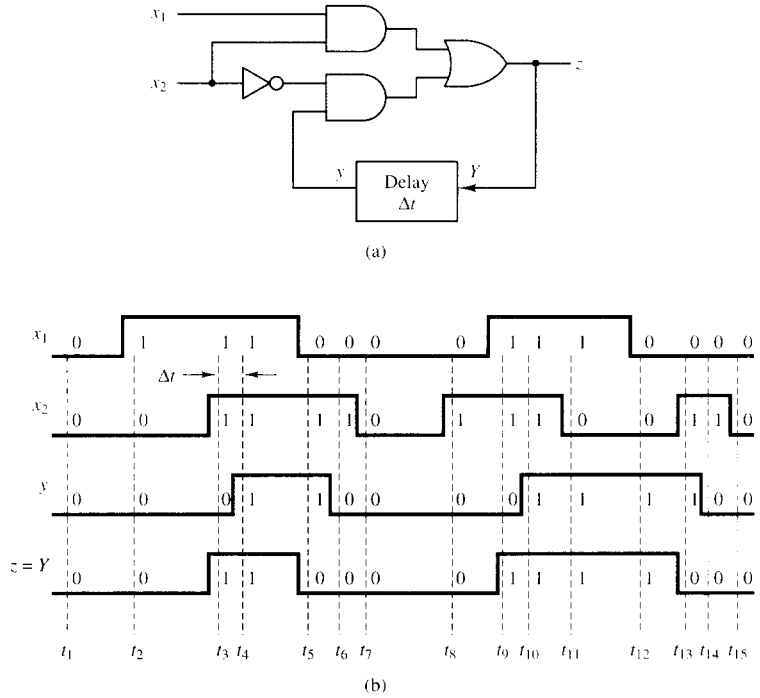 x1
x2
z
y
Y
Delay
Δt
(a)
x1 0 1 1 1 0 0 0 0 1 1 1 0 0 0 0
Δt
x2 0 0 1 1 1 1 0 1 1 1 0 0 1 1 0
y 0 0 0 1 1 0 0 0 0 1 1 1 1 0 0
z = Y 0 0 1 1 0 0 0 0 1 1 1 1 0 0 0
t1 t2 t3 t4 t5 t6 t7 t8 t9 t10 t11 t12 t13 t14 t15
(b)